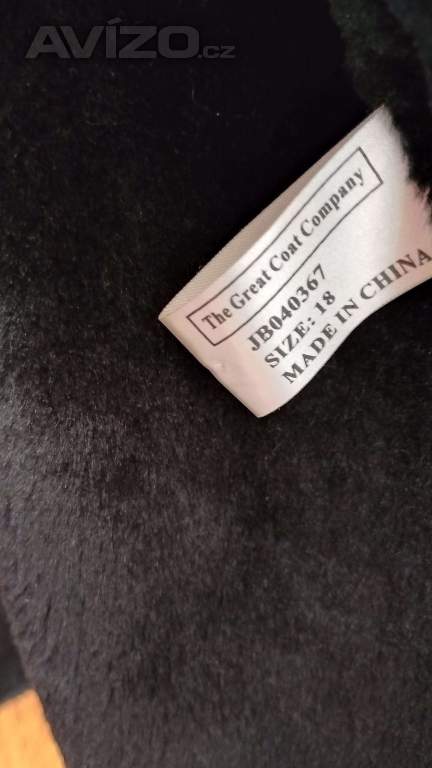 AVÍZO.cz
The Great Coat Company
JB040367
SIZE: 18
MADE IN CHINA